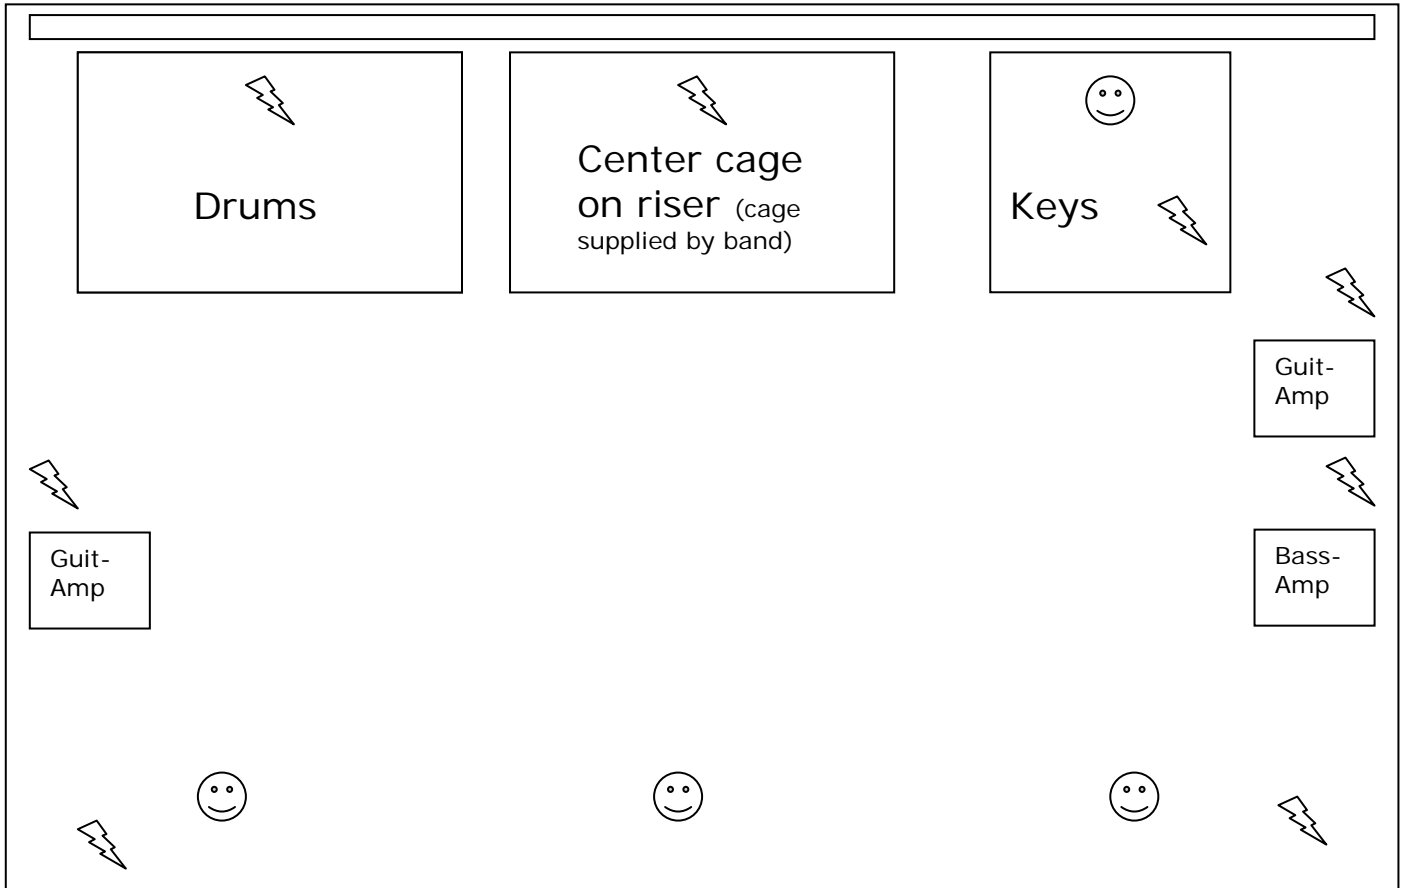 Drums
Center cage
on riser (cage
supplied by band)
Keys
Guit-
Amp
Guit-
Amp
Bass-
Amp